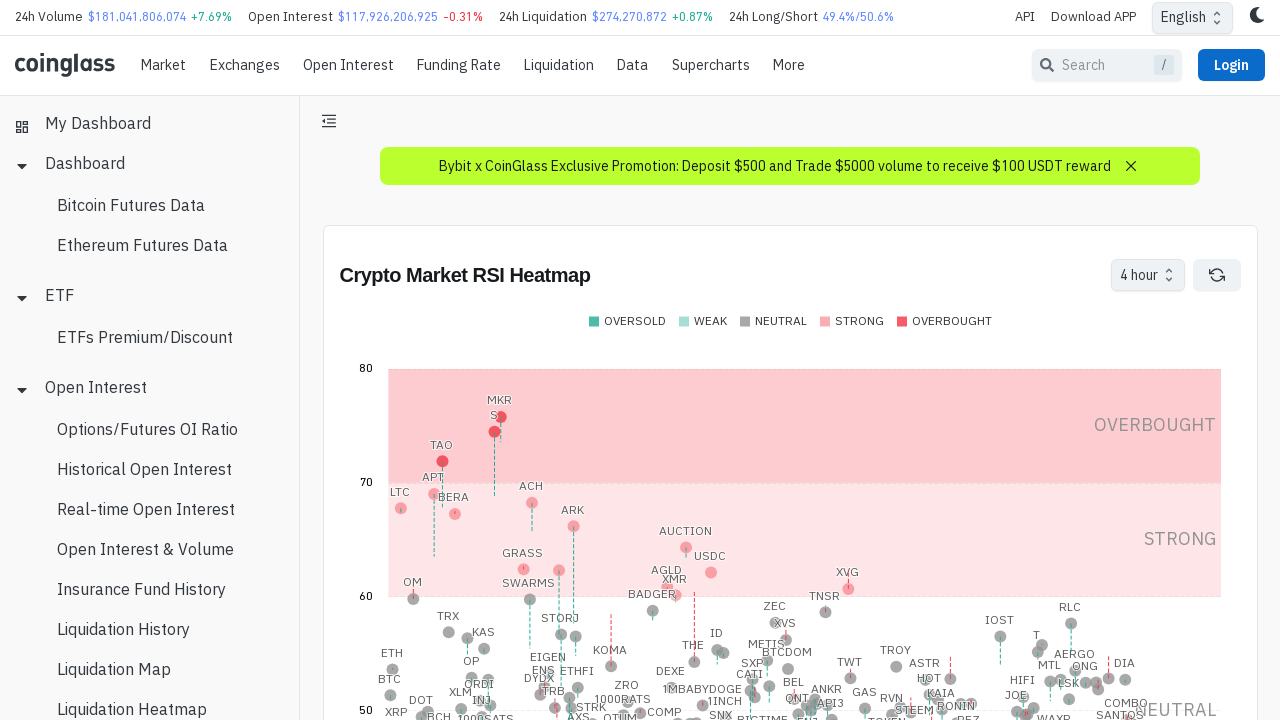 24h Volume $181,041,806,074 +7.69% Open Interest $117,926,206,925 -0.31% 24h Liquidation $274,270,872 +0.87% 24h Long/Short 49.4%/50.6% API Download APP English
coinglass Market Exchanges Open Interest Funding Rate Liquidation Data Supercharts More Search / Login
My Dashboard
Dashboard
Bitcoin Futures Data
Ethereum Futures Data
ETF
ETFs Premium/Discount
Open Interest
Options/Futures OI Ratio
Historical Open Interest
Real-time Open Interest
Open Interest & Volume
Insurance Fund History
Liquidation History
Liquidation Map
Liquidation Heatmap
Bybit x CoinGlass Exclusive Promotion: Deposit $500 and Trade $5000 volume to receive $100 USDT reward
Crypto Market RSI Heatmap 4 hour
OVERSOLD WEAK NEUTRAL STRONG OVERBOUGHT
80
MKR
S
OVERBOUGHT
TAO
70
APT
LTC BERA ACH
ARK
AUCTION
STRONG
GRASS USDC
AGLD
XMR XVG
OM SWARMS
60
BADGER TNSR
ZEC RLC
TRX STORJ XVS IOST
KAS ID T
THE METIS
ETH OP EIGEN KOMA BTCDOM TROY AERGO
ENS ETHFI DEXE SXP TWT ASTR MTL QNG DIA
BTC ORDI DYDX ZRO 1MBABYDOGE CATI BEL HOT HIFI LSK
XLM INJ TRB ANKR GAS KAIA JOE
DOT 1000RATS 1INCH QNT API3 RVN RONIN COMBO
XRP BCH 1000SATS AXS STRK QTUM COMP SNX BIGTIME ENJ TOKEN STEEM REZ WAXP SANTOS
50 NEUTRAL